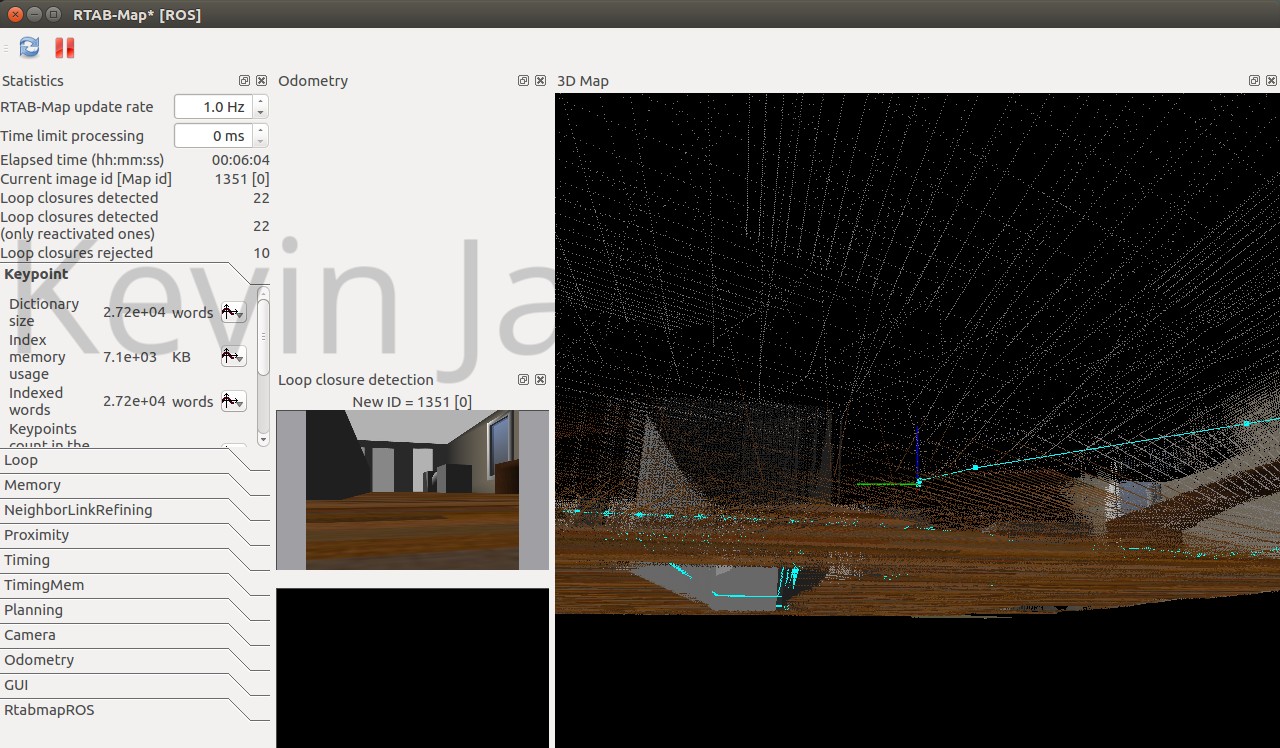 RTAB-Map* [ROS]
Statistics
RTAB-Map update rate 1.0 Hz
Time limit processing 0 ms
Elapsed time (hh:mm:ss) 00:06:04
Current image id [Map id] 1351 [0]
Loop closures detected 22
Loop closures detected
(only reactivated ones) 22
Loop closures rejected 10
Keypoint
Dictionary
size 2.72e+04 words
Index
memory
usage 7.1e+03 KB
Indexed
words 2.72e+04 words
Keypoints
count in the
Loop
Memory
NeighborLinkRefining
Proximity
Timing
TimingMem
Planning
Camera
Odometry
GUI
RtabmapROS
Odometry
Kevin Ja
Loop closure detection
New ID = 1351 [0]
3D Map